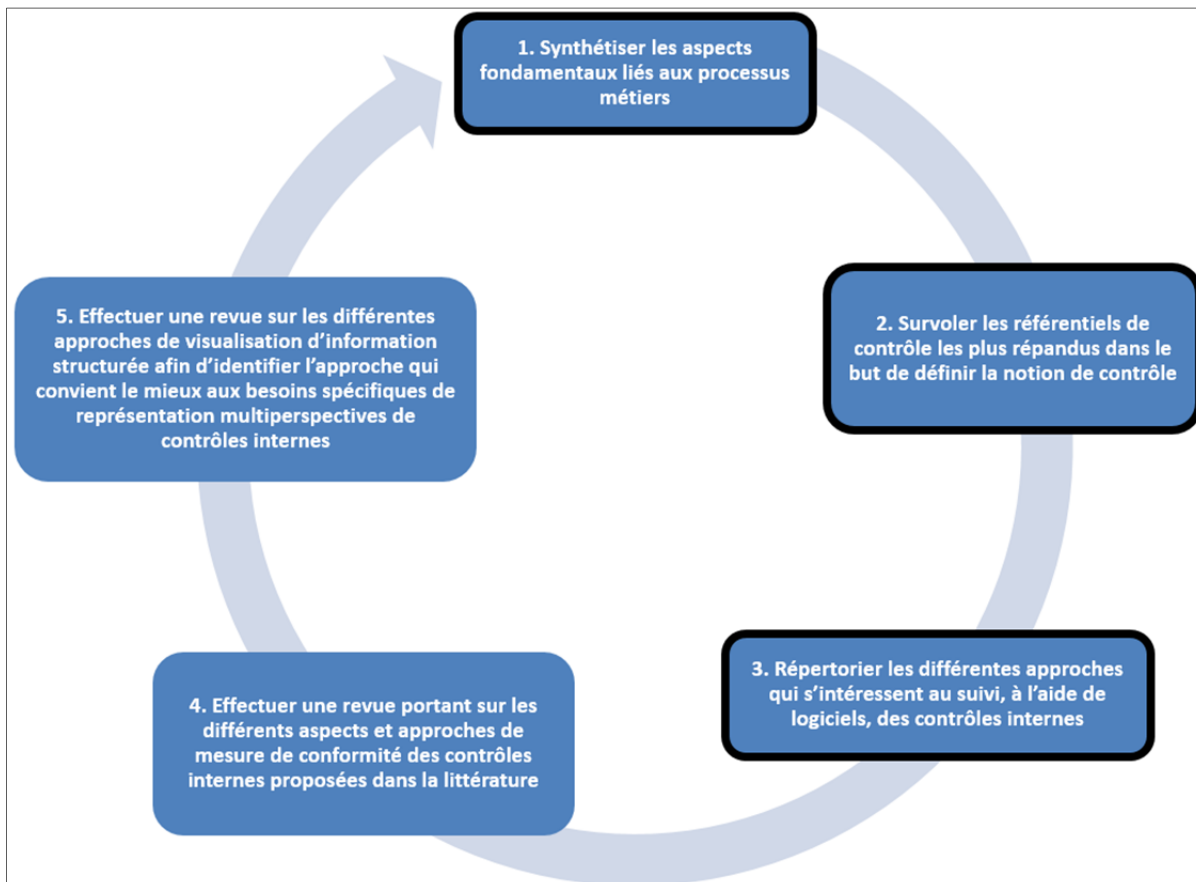 1. Synthétiser les aspects
fondamentaux liés aux processus
métiers
2. Survoler les référentiels de
contrôle les plus répandus dans le
but de définir la notion de contrôle
3. Répertorier les différentes approches
qui s’intéressent au suivi, à l’aide de
logiciels, des contrôles internes
4. Effectuer une revue portant sur les
différents aspects et approches de
mesure de conformité des contrôles
internes proposées dans la littérature
5. Effectuer une revue sur les différentes
approches de visualisation d’information
structurée afin d’identifier l’approche qui
convient le mieux aux besoins spécifiques de
représentation multiperspectives de
contrôles internes